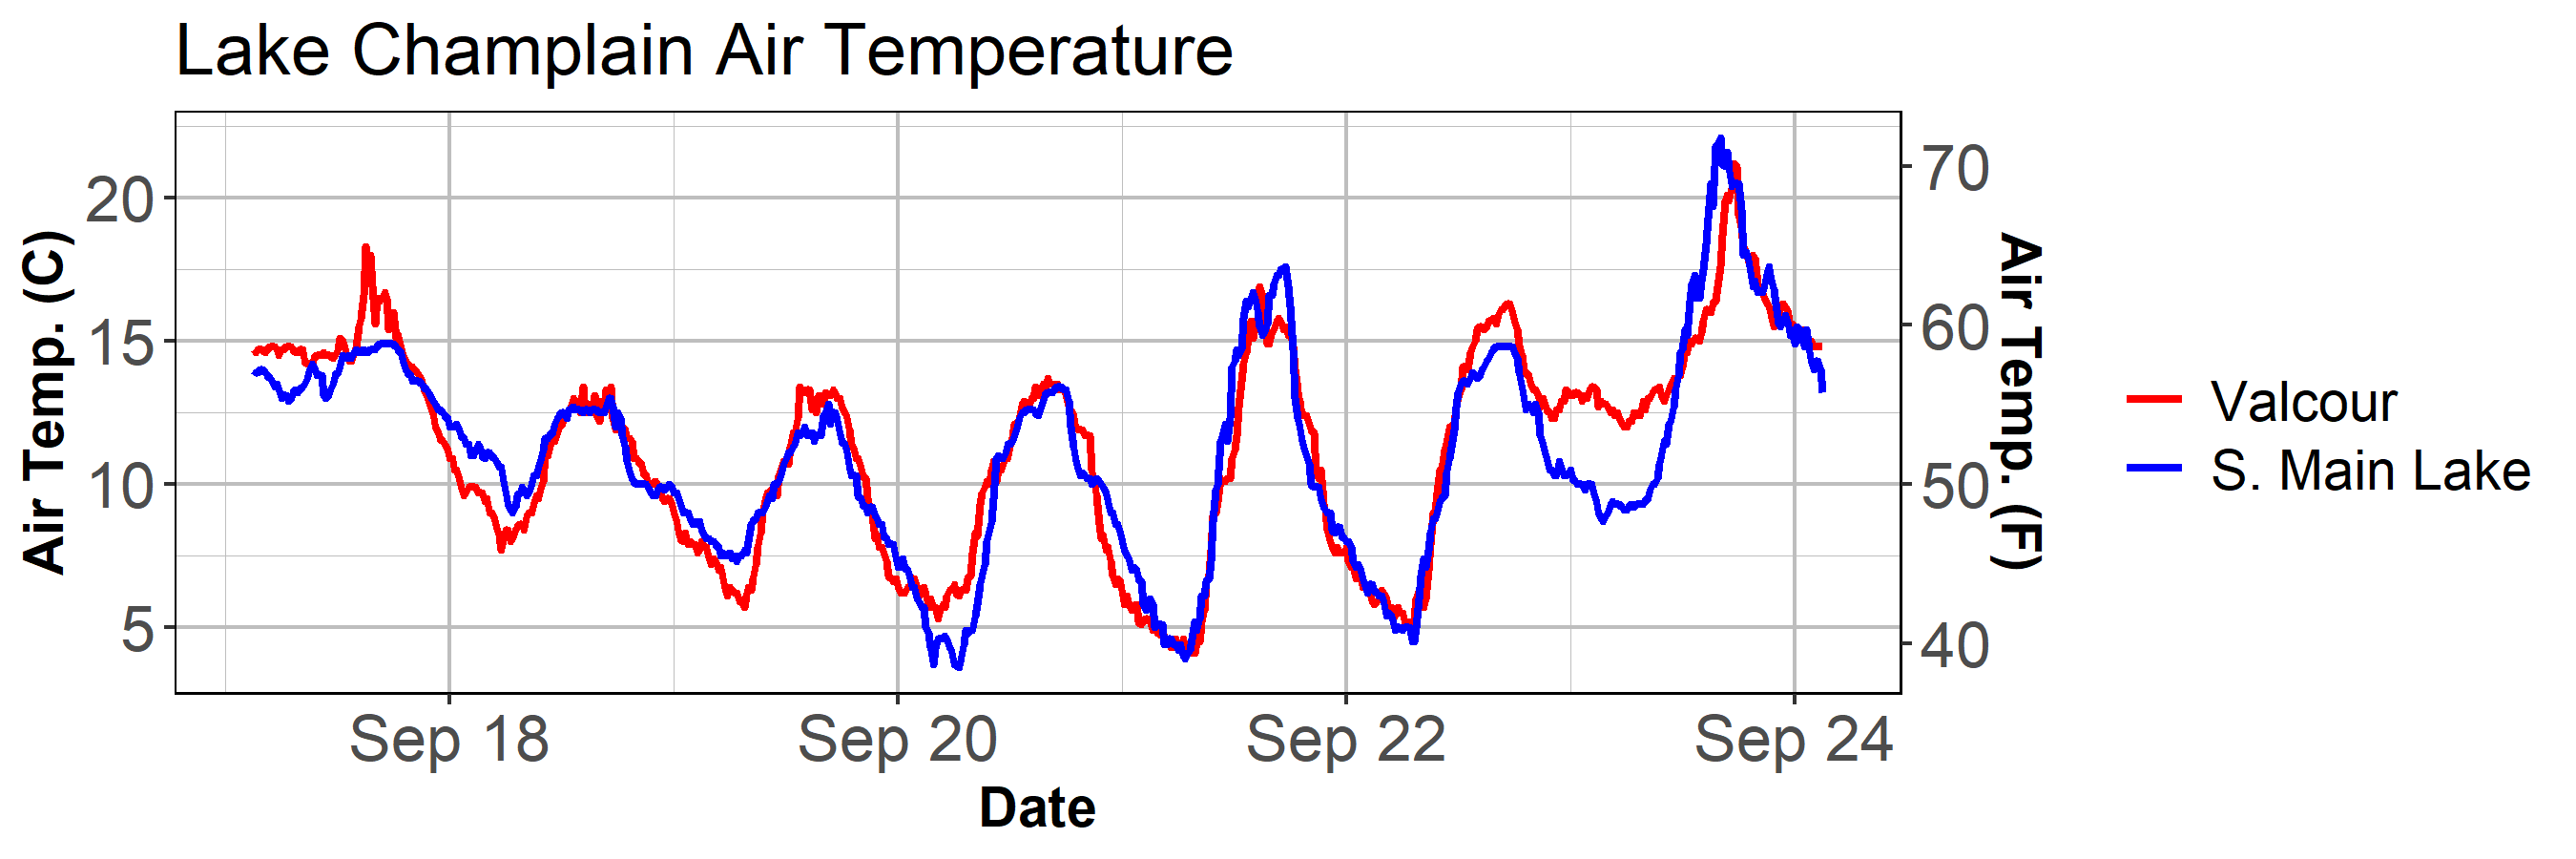 Lake Champlain Air Temperature
Air Temp. (C)
20
15
10
5
70
60
50
40
Air Temp. (F)
Sep 18
Sep 20
Sep 22
Sep 24
Date
Valcour
S. Main Lake